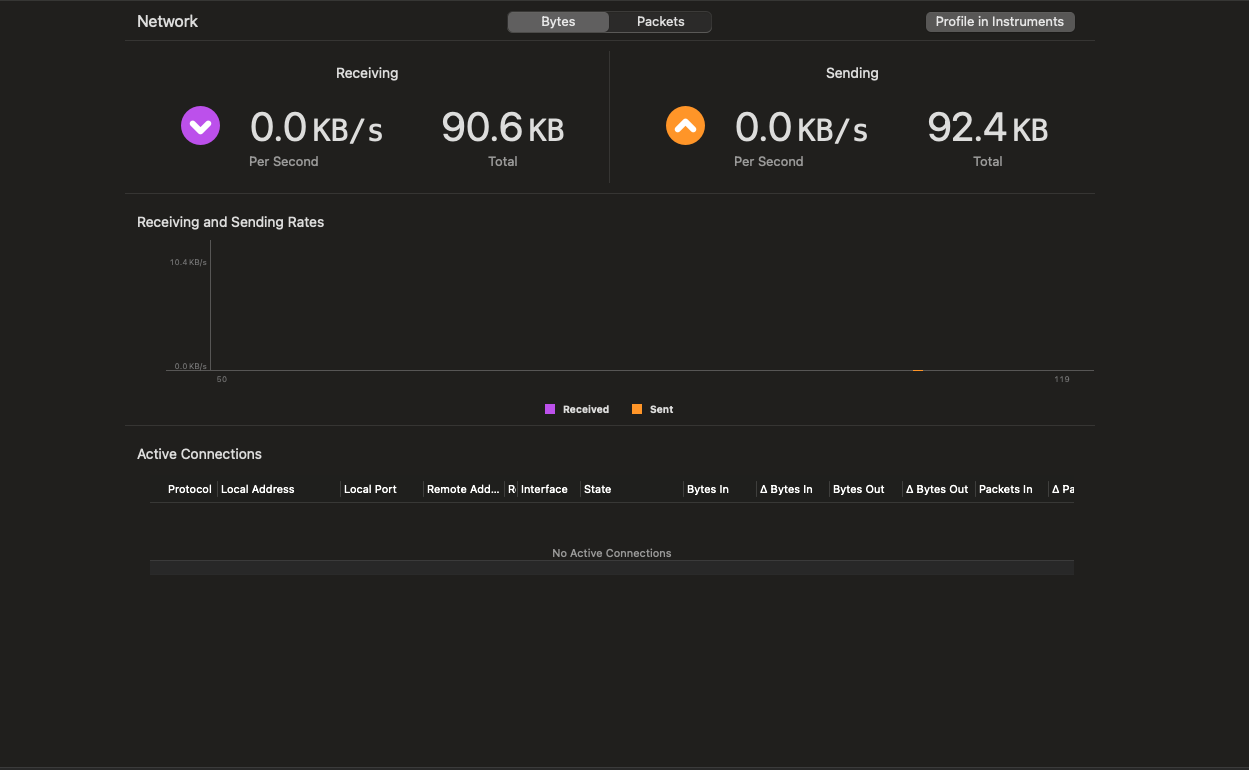 Network Bytes Packets Profile in Instruments
Receiving Sending
0.0 KB/s 90.6 KB 0.0 KB/s 92.4 KB
Per Second Total Per Second Total
Receiving and Sending Rates
10.4 KB/s
0.0 KB/s
50 119
Received Sent
Active Connections
Protocol Local Address Local Port Remote Add... R Interface State Bytes In Δ Bytes In Bytes Out Δ Bytes Out Packets In Δ Pa
No Active Connections